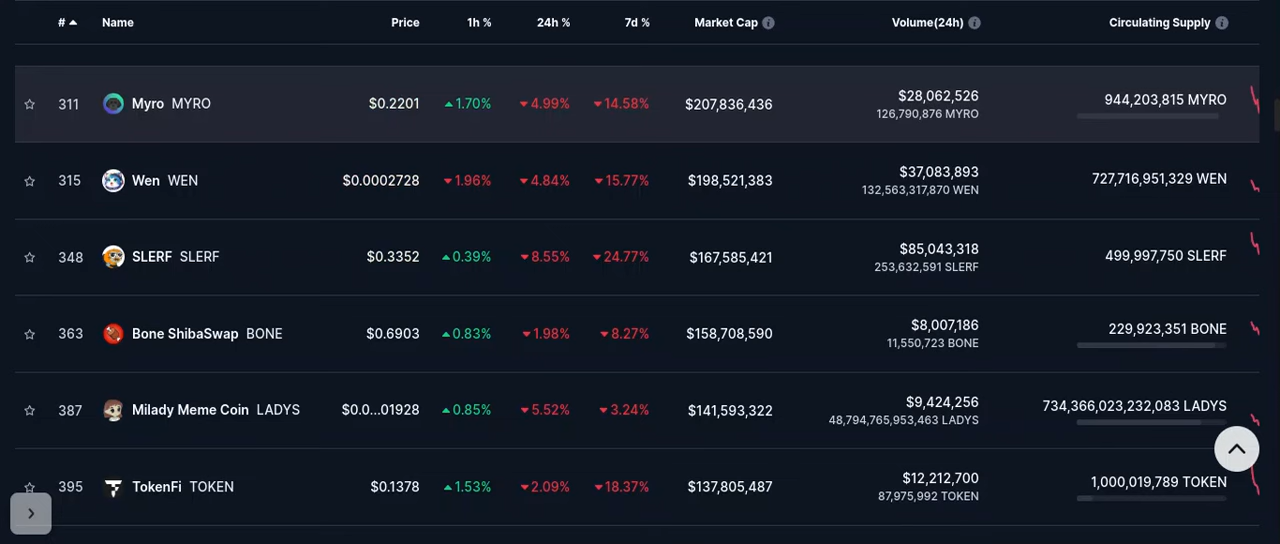 # Name Price 1h % 24h % 7d % Market Cap Volume(24h) Circulating Supply
311 Myro MYRO $0.2201 1.70% 4.99% 14.58% $207,836,436 $28,062,526 944,203,815 MYRO
126,790,876 MYRO
315 Wen WEN $0.0002728 1.96% 4.84% 15.77% $198,521,383 $37,083,893 727,716,951,329 WEN
132,563,317,870 WEN
348 SLERF SLERF $0.3352 0.39% 8.55% 24.77% $167,585,421 $85,043,318 499,997,750 SLERF
253,632,591 SLERF
363 Bone ShibaSwap BONE $0.6903 0.83% 1.98% 8.27% $158,708,590 $8,007,186 229,923,351 BONE
11,550,723 BONE
387 Milady Meme Coin LADYS $0.0...01928 0.85% 5.52% 3.24% $141,593,322 $9,424,256 734,366,023,232,083 LADYS
48,794,765,953,463 LADYS
395 TokenFi TOKEN $0.1378 1.53% 2.09% 18.37% $137,805,487 $12,212,700 1,000,019,789 TOKEN
87,975,992 TOKEN